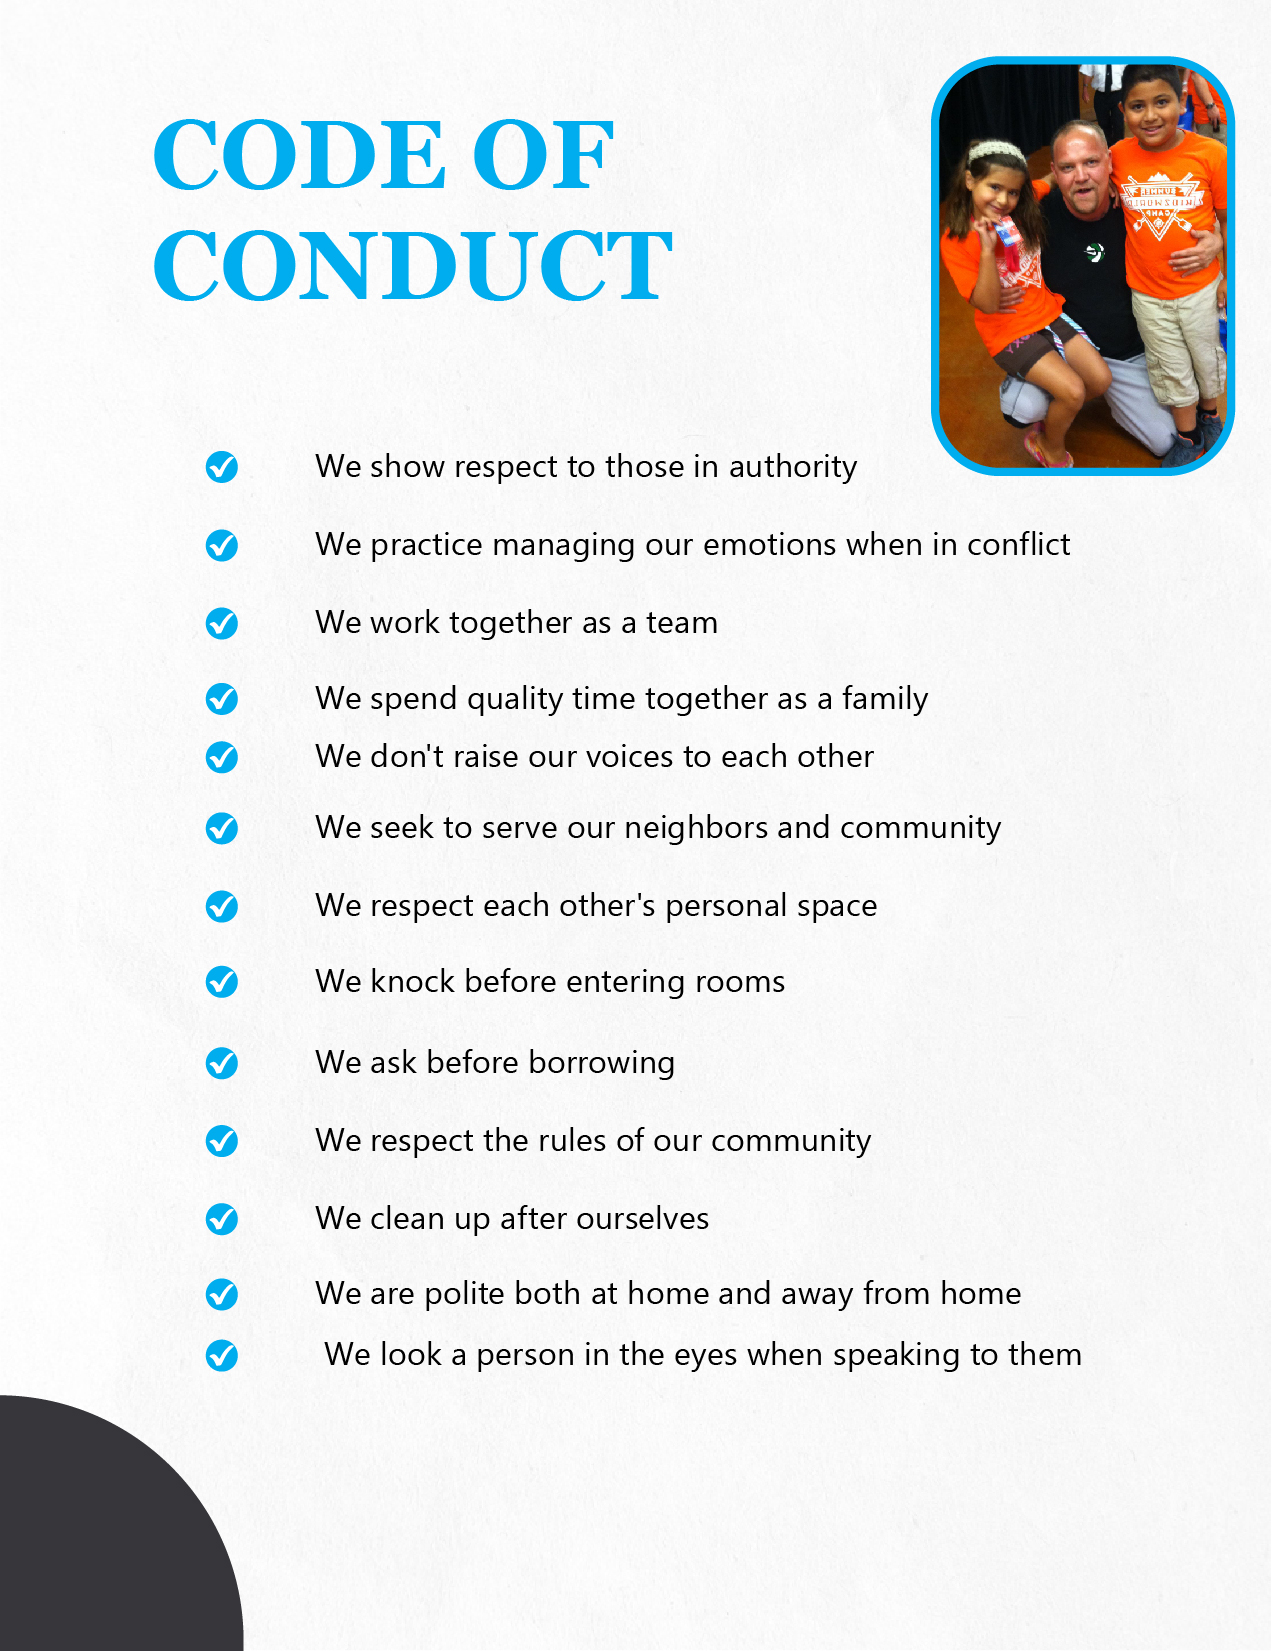 CODE OF
CONDUCT
We show respect to those in authority
We practice managing our emotions when in conflict
We work together as a team
We spend quality time together as a family
We don't raise our voices to each other
We seek to serve our neighbors and community
We respect each other's personal space
We knock before entering rooms
We ask before borrowing
We respect the rules of our community
We clean up after ourselves
We are polite both at home and away from home
We look a person in the eyes when speaking to them
SUMMER
KIDSWORLD
CAMP